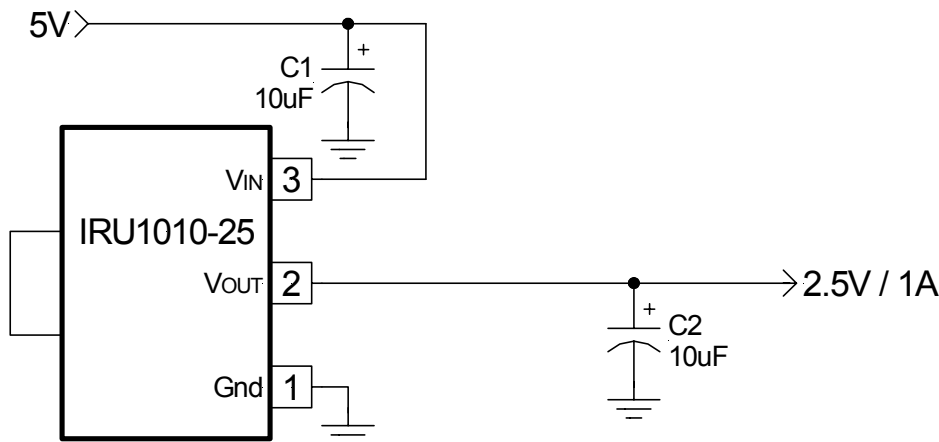 5V
+
C1
10uF
VIN 3
IRU1010-25
VOUT 2
2.5V / 1A
+
C2
10uF
Gnd 1